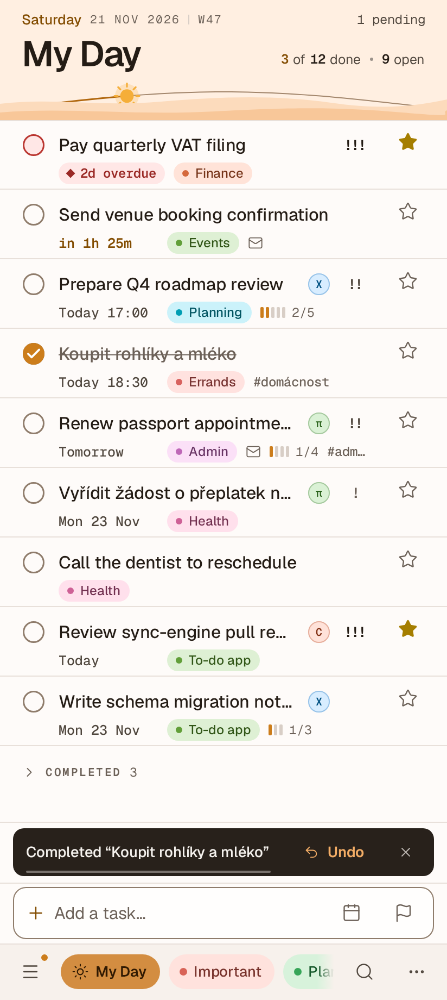 Saturday 21 NOV 2026 | W47 1 pending
My Day 3 of 12 done • 9 open
Pay quarterly VAT filing !!!
2d overdue Finance
Send venue booking confirmation
in 1h 25m Events
Prepare Q4 roadmap review X !!
Today 17:00 Planning 2/5
Koupit rohlíky a mléko
Today 18:30 Errands #domácnost
Renew passport appointme… π !!
Tomorrow Admin 1/4 #adm…
Vyřídit žádost o přeplatek n… π !
Mon 23 Nov Health
Call the dentist to reschedule
Health
Review sync-engine pull re… C !!!
Today To-do app
Write schema migration not… X
Mon 23 Nov To-do app 1/3
COMPLETED 3
Completed “Koupit rohlíky a mléko” Undo
Add a task…
My Day Important Pla